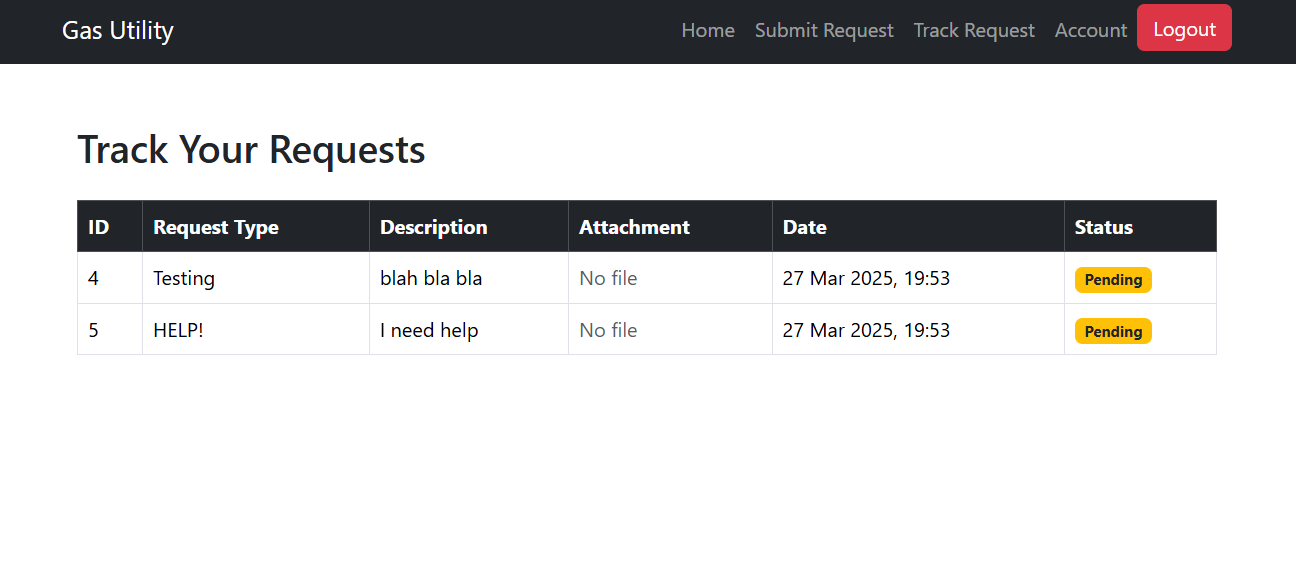 Gas Utility Home Submit Request Track Request Account Logout
Track Your Requests
ID Request Type Description Attachment Date Status
4 Testing blah bla bla No file 27 Mar 2025, 19:53 Pending
5 HELP! I need help No file 27 Mar 2025, 19:53 Pending